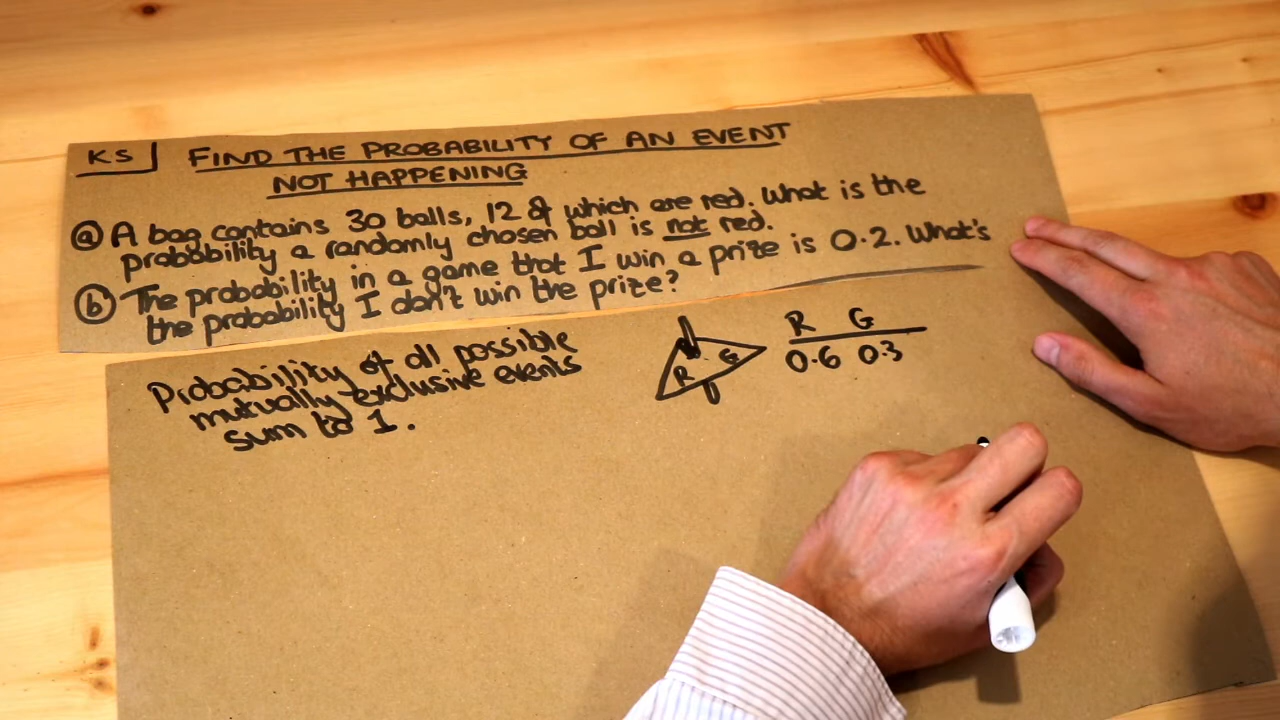 K5 FIND THE PROBABILITY OF AN EVENT
NOT HAPPENING
a A bag contains 30 balls, 12 of which are red. What is the
probability a randomly chosen ball is not red.
b The probability in a game that I win a prize is 0.2. What's
the probability I don't win the prize?
Probability of all possible
mutually exclusive events
sum to 1.
R G
R G
0.6 0.3